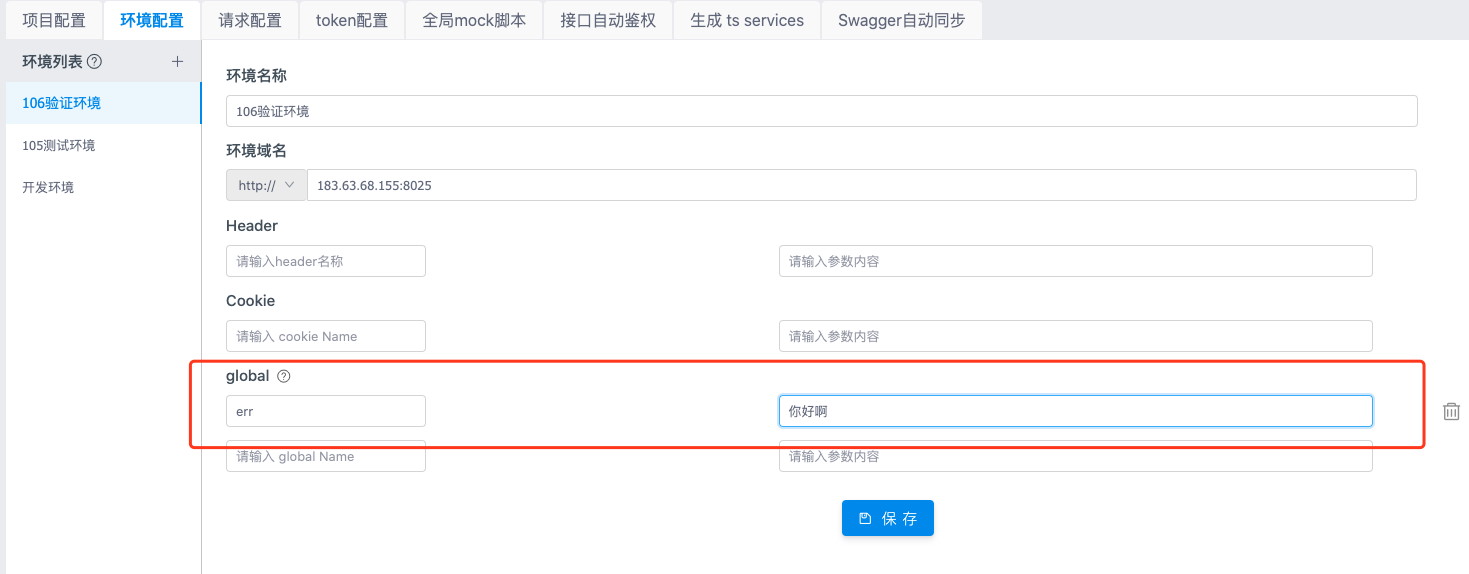 项目配置 环境配置 请求配置 token配置 全局mock脚本 接口自动鉴权 生成 ts services Swagger自动同步
环境列表
106验证环境
105测试环境
开发环境
环境名称
106验证环境
环境域名
http:// 183.63.68.155:8025
Header
请输入header名称 请输入参数内容
Cookie
请输入 cookie Name 请输入参数内容
global
err 你好啊
请输入 global Name 请输入参数内容
保 存